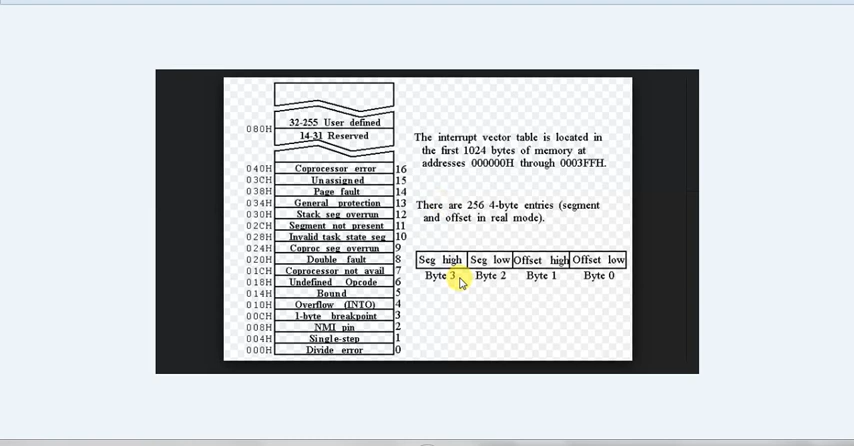 32-255 User defined
080H
14-31 Reserved
040H Coprocessor error 16
03CH Unassigned 15
038H Page fault 14
034H General protection 13
030H Stack seg overrun 12
02CH Segment not present 11
028H Invalid task state seg 10
024H Coproc seg overrun 9
020H Double fault 8
01CH Coprocessor not avail 7
018H Undefined Opcode 6
014H Bound 5
010H Overflow (INTO) 4
00CH 1-byte breakpoint 3
008H NMI pin 2
004H Single-step 1
000H Divide error 0
The interrupt vector table is located in
the first 1024 bytes of memory at
addresses 000000H through 0003FFH.
There are 256 4-byte entries (segment
and offset in real mode).
Seg high Seg low Offset high Offset low
Byte 3 Byte 2 Byte 1 Byte 0